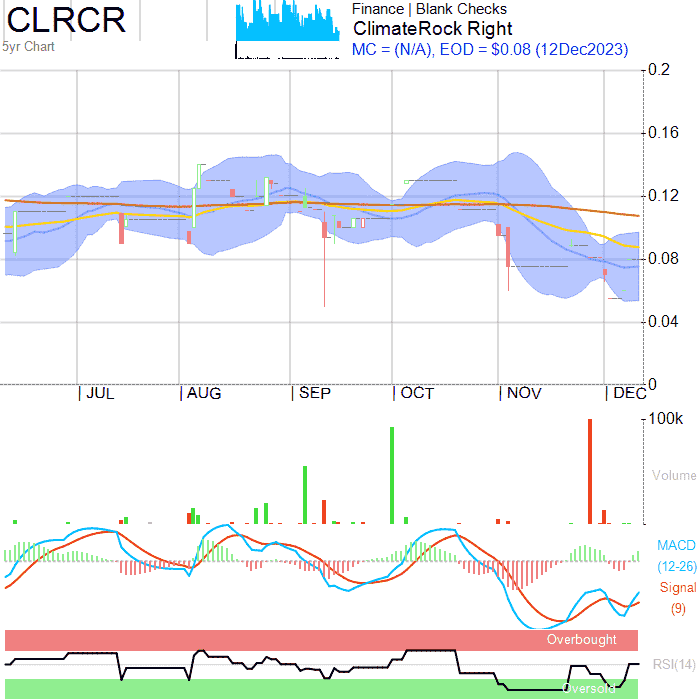 CLRCR
5yr Chart
Finance | Blank Checks
ClimateRock Right
MC = (N/A), EOD = $0.08 (12Dec2023)
0.2
0.16
0.12
0.08
0.04
0
| JUL | AUG | SEP | OCT | NOV | DEC
100k
Volume
MACD
(12-26)
Signal
(9)
Overbought
RSI(14)
Oversold